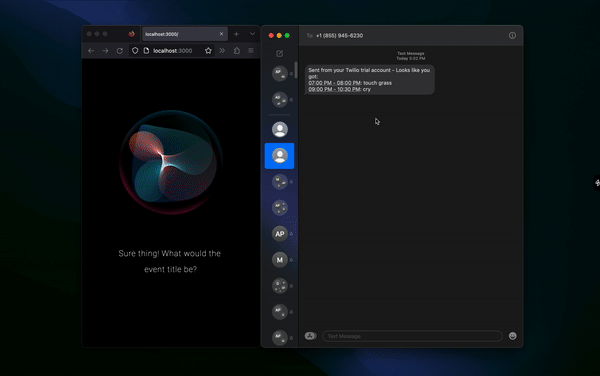 localhost:3000/
localhost:3000
Sure thing! What would the
event title be?
To: +1 (855) 945-6230
Text Message
Today 5:02 PM
Sent from your Twilio trial account - Looks like you
got:
07:00 PM - 08:00 PM: touch grass
09:00 PM - 10:30 PM: cry
AP
M
Text Message